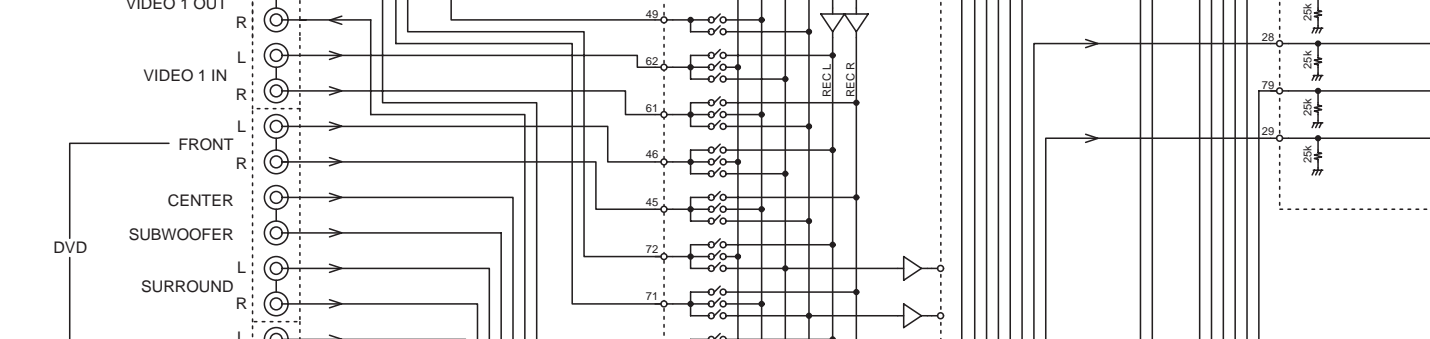 VIDEO 1 OUT
R
49
25k
L
28
62
25k
VIDEO 1 IN
REC L
REC R
79
R
61
25k
L
FRONT
29
R
46
25k
CENTER
45
SUBWOOFER
DVD
72
L
SURROUND
R
71
L